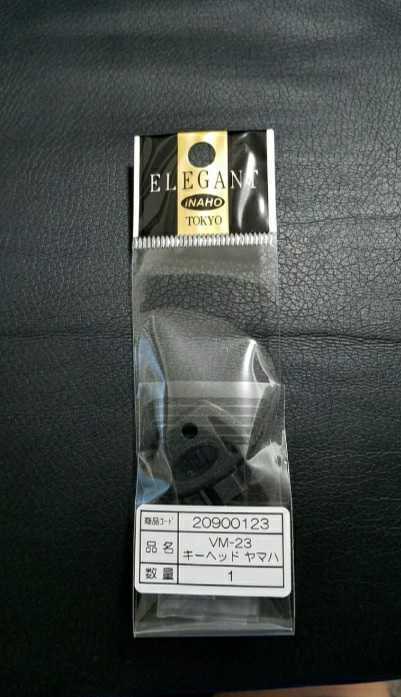 ELEGANT
INAHO
TOKYO
商品コード 20900123
品名 VM-23
キーヘッド ヤマハ
数量 1